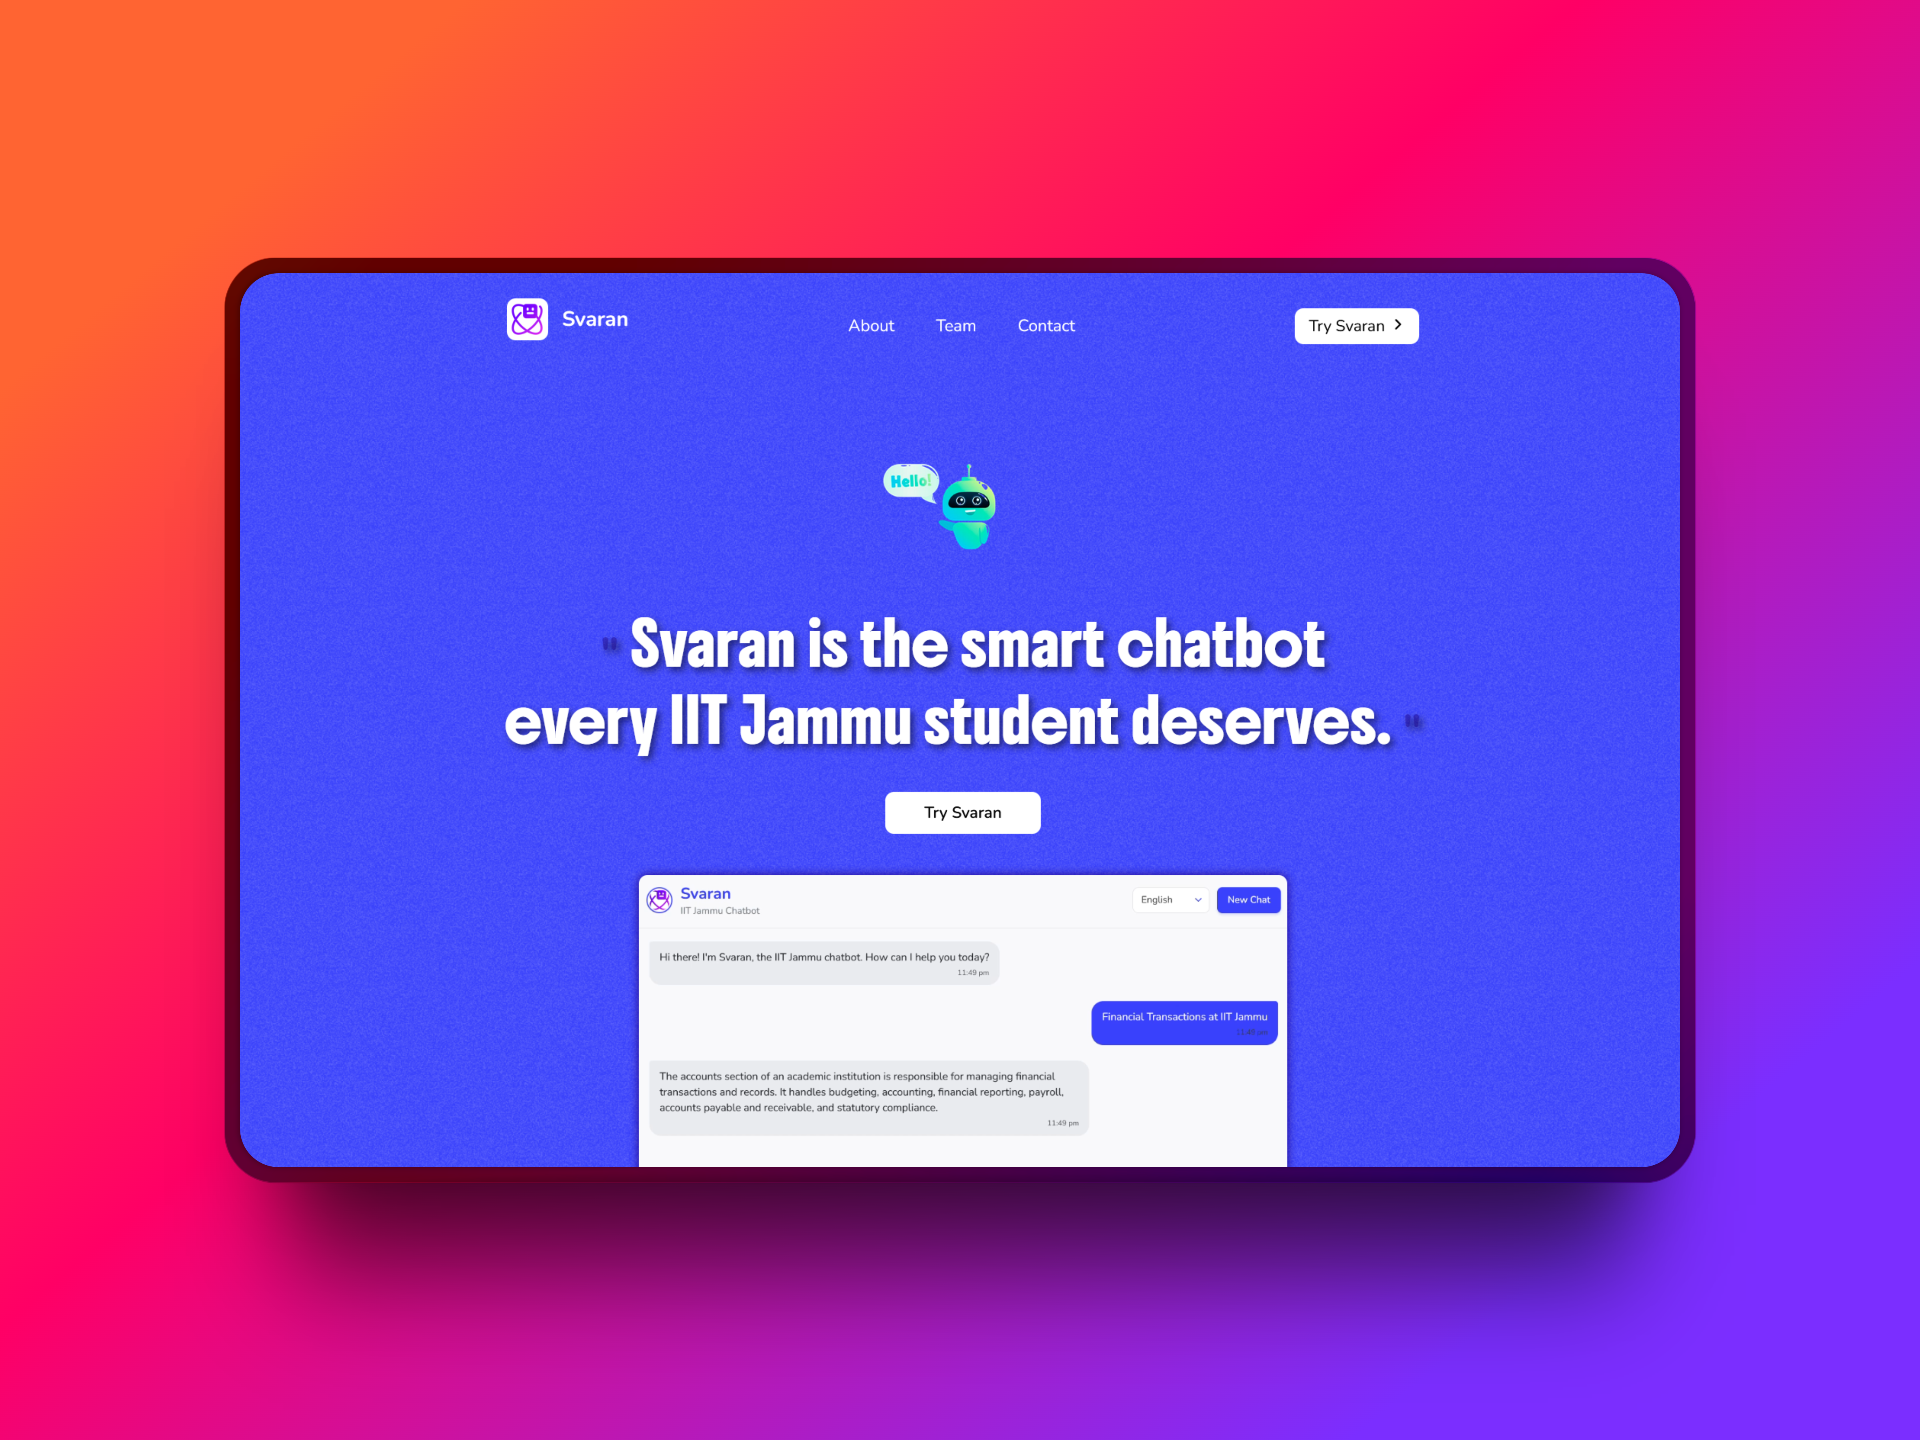 Svaran
About Team Contact
Try Svaran
Hello!
" Svaran is the smart chatbot
every IIT Jammu student deserves. "
Try Svaran
Svaran
IIT Jammu Chatbot
English
New Chat
Hi there! I'm Svaran, the IIT Jammu chatbot. How can I help you today?
11:49 pm
Financial Transactions at IIT Jammu
11:49 pm
The accounts section of an academic institution is responsible for managing financial
transactions and records. It handles budgeting, accounting, financial reporting, payroll,
accounts payable and receivable, and statutory compliance.
11:49 pm